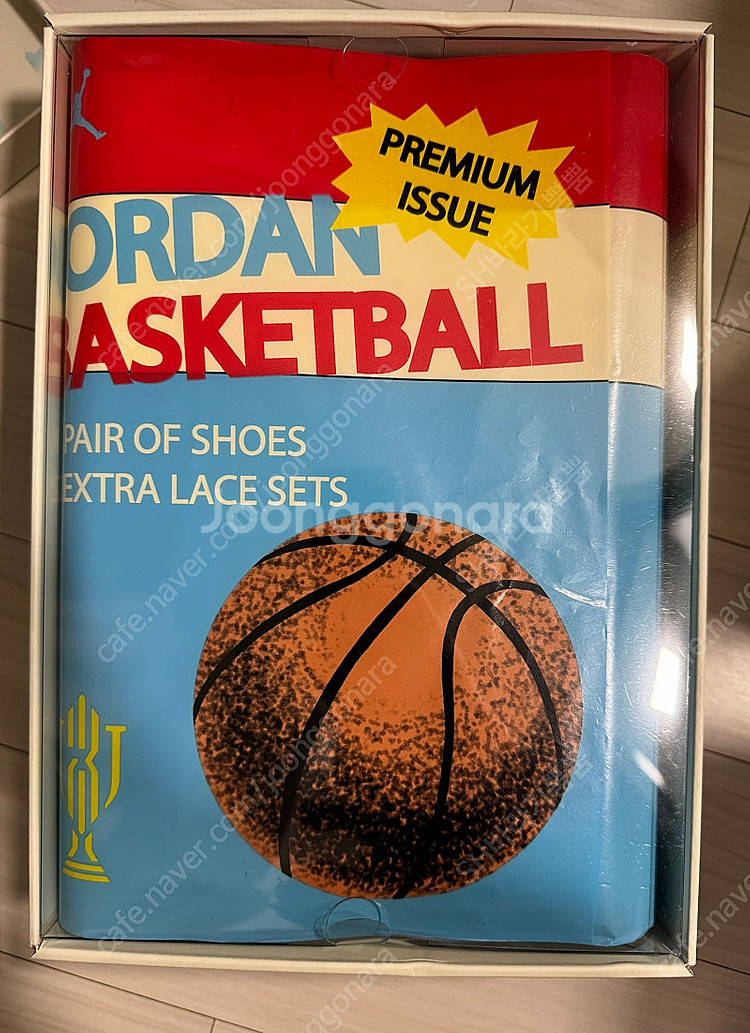 PREMIUM
ISSUE
ORDAN
BASKETBALL
PAIR OF SHOES
EXTRA LACE SETS
Joonggonara
cafe.naver.com/joonggonara